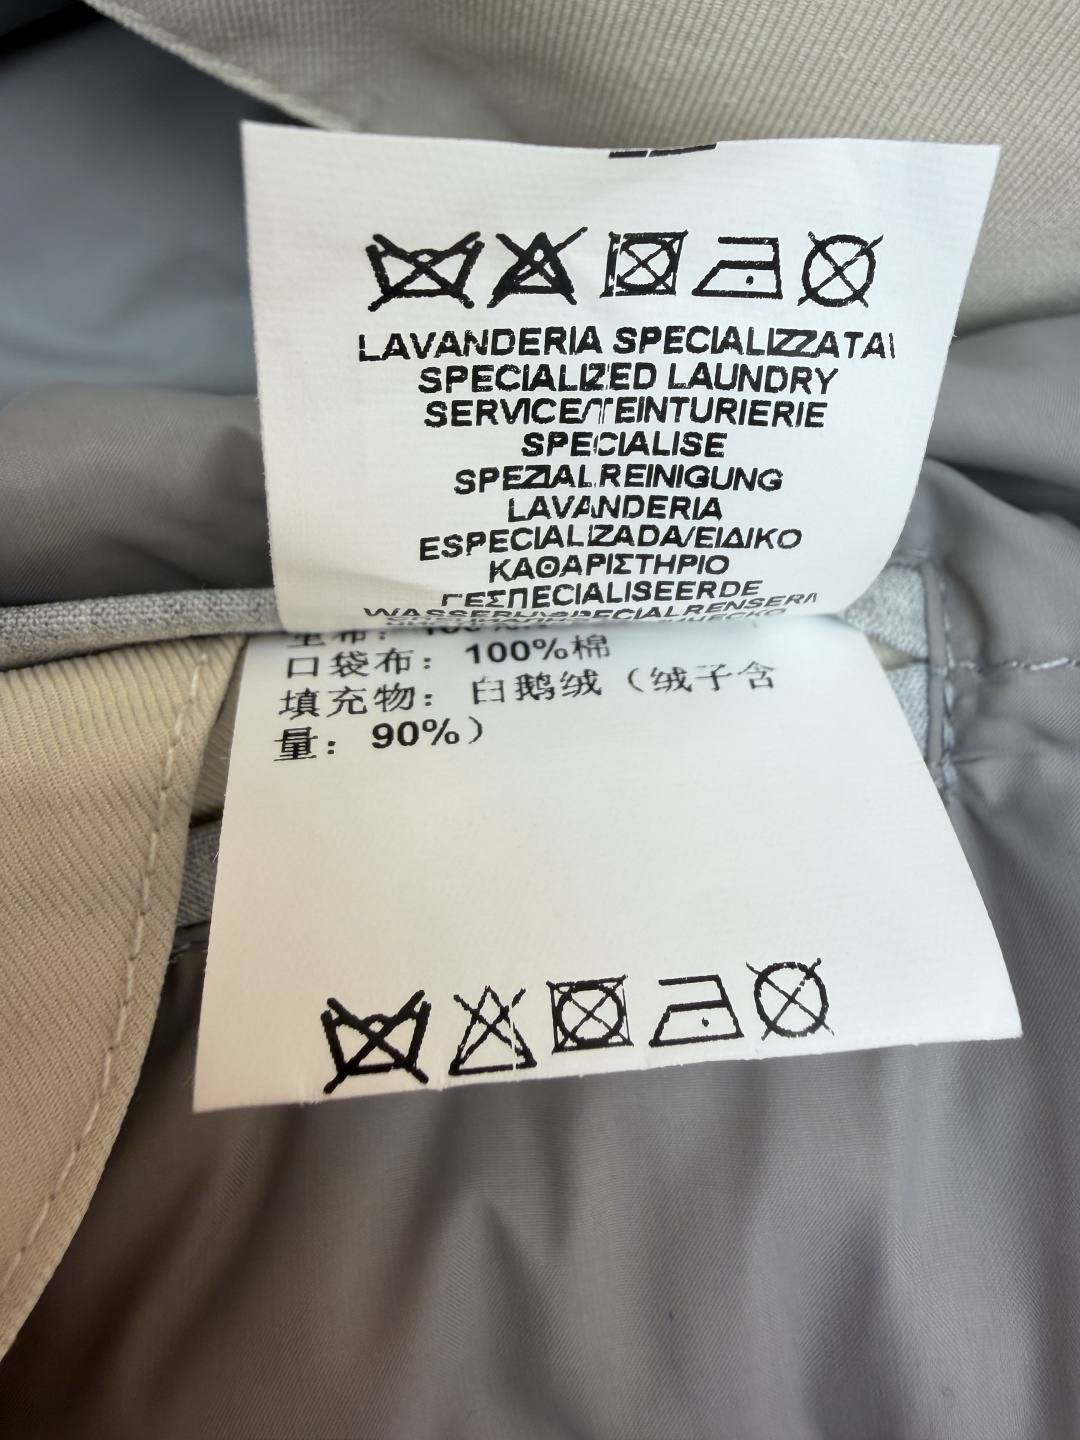 LAVANDERIA SPECIALIZZATA\
SPECIALIZED LAUNDRY
SERVICE/TEINTURIERIE
SPECIALISE
SPEZIALREINIGUNG
LAVANDERIA
ESPECIALIZADA/ΕΙΔΙΚΟ
ΚΑΘΑΡΙΣΤΗΡΙΟ
ΓΕΣΠECIALISEERDE
口袋布：100%棉
填充物：白鹅绒（绒子含
量：90%）